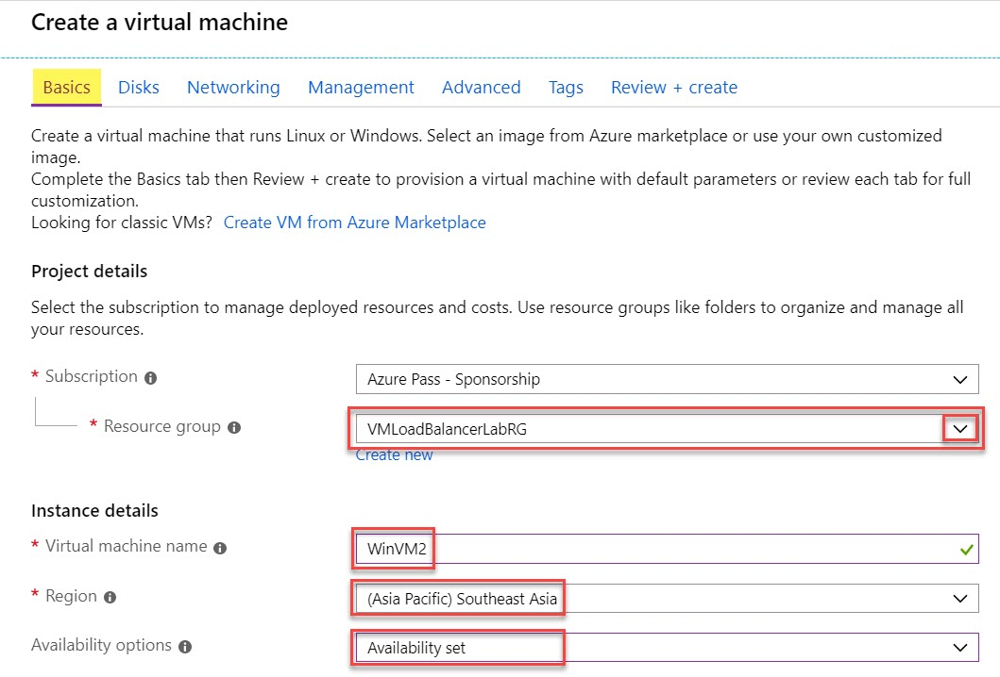 Create a virtual machine
Basics Disks Networking Management Advanced Tags Review + create
Create a virtual machine that runs Linux or Windows. Select an image from Azure marketplace or use your own customized
image.
Complete the Basics tab then Review + create to provision a virtual machine with default parameters or review each tab for full
customization.
Looking for classic VMs? Create VM from Azure Marketplace
Project details
Select the subscription to manage deployed resources and costs. Use resource groups like folders to organize and manage all
your resources.
* Subscription Azure Pass - Sponsorship
* Resource group VMLoadBalancerLabRG
Create new
Instance details
* Virtual machine name WinVM2
* Region (Asia Pacific) Southeast Asia
Availability options Availability set